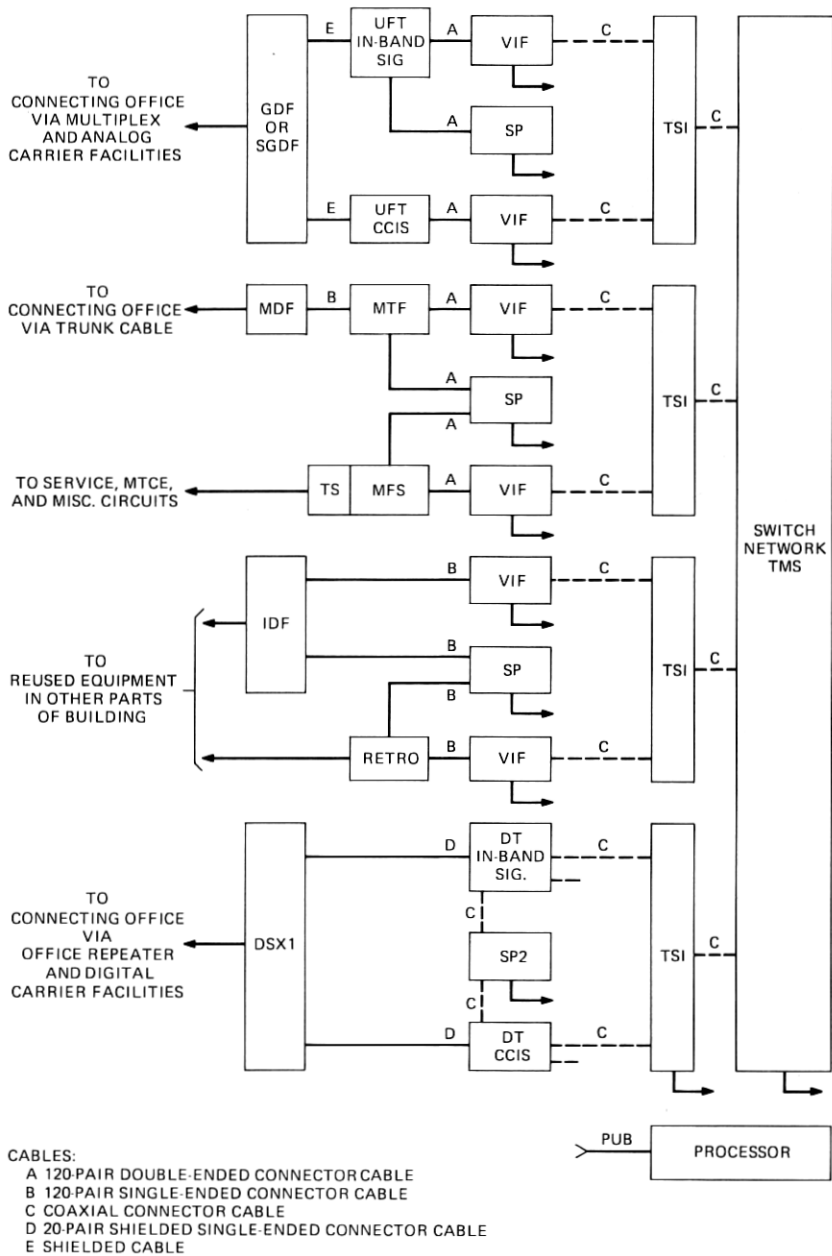 TO
CONNECTING OFFICE
VIA MULTIPLEX
AND ANALOG
CARRIER FACILITIES
GDF
OR
SGDF
E
UFT
IN-BAND
SIG
A
VIF
C
A
SP
TSI
C
E
UFT
CCIS
A
VIF
C
TO
CONNECTING OFFICE
VIA TRUNK CABLE
MDF
B
MTF
A
VIF
C
A
SP
A
TSI
C
TO SERVICE, MTCE,
AND MISC. CIRCUITS
TS
MFS
A
VIF
C
SWITCH
NETWORK
TMS
TO
REUSED EQUIPMENT
IN OTHER PARTS
OF BUILDING
IDF
B
VIF
C
B
SP
B
TSI
C
RETRO
B
VIF
C
TO
CONNECTING OFFICE
VIA
OFFICE REPEATER
AND DIGITAL
CARRIER FACILITIES
DSX1
D
DT
IN-BAND
SIG.
C
C
SP2
C
TSI
C
D
DT
CCIS
C
PUB
PROCESSOR
CABLES:
A 120-PAIR DOUBLE-ENDED CONNECTOR CABLE
B 120-PAIR SINGLE-ENDED CONNECTOR CABLE
C COAXIAL CONNECTOR CABLE
D 20-PAIR SHIELDED SINGLE-ENDED CONNECTOR CABLE
E SHIELDED CABLE